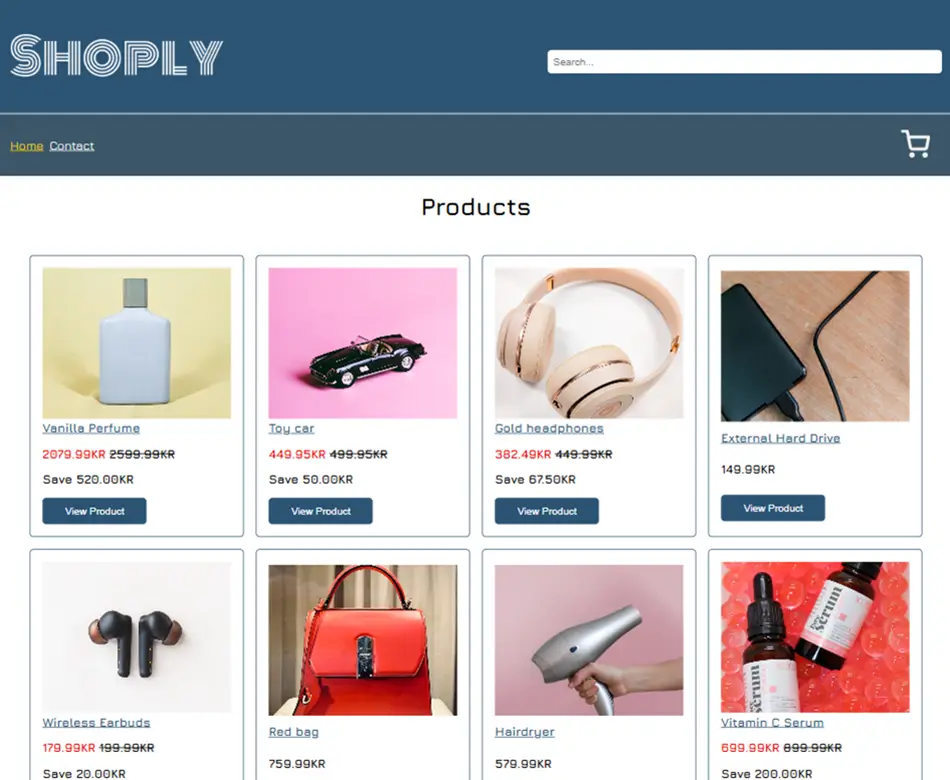 SHOPLY
Search...
Home Contact
Products
Vanilla Perfume
2079.99KR 2599.99KR
Save 520.00KR
View Product
Toy car
449.95KR 499.95KR
Save 50.00KR
View Product
Gold headphones
382.49KR 449.99KR
Save 67.50KR
View Product
External Hard Drive
149.99KR
View Product
Wireless Earbuds
179.99KR 199.99KR
Save 20.00KR
Red bag
759.99KR
Hairdryer
579.99KR
serum
serum
Vitamin C Serum
699.99KR 899.99KR
Save 200.00KR